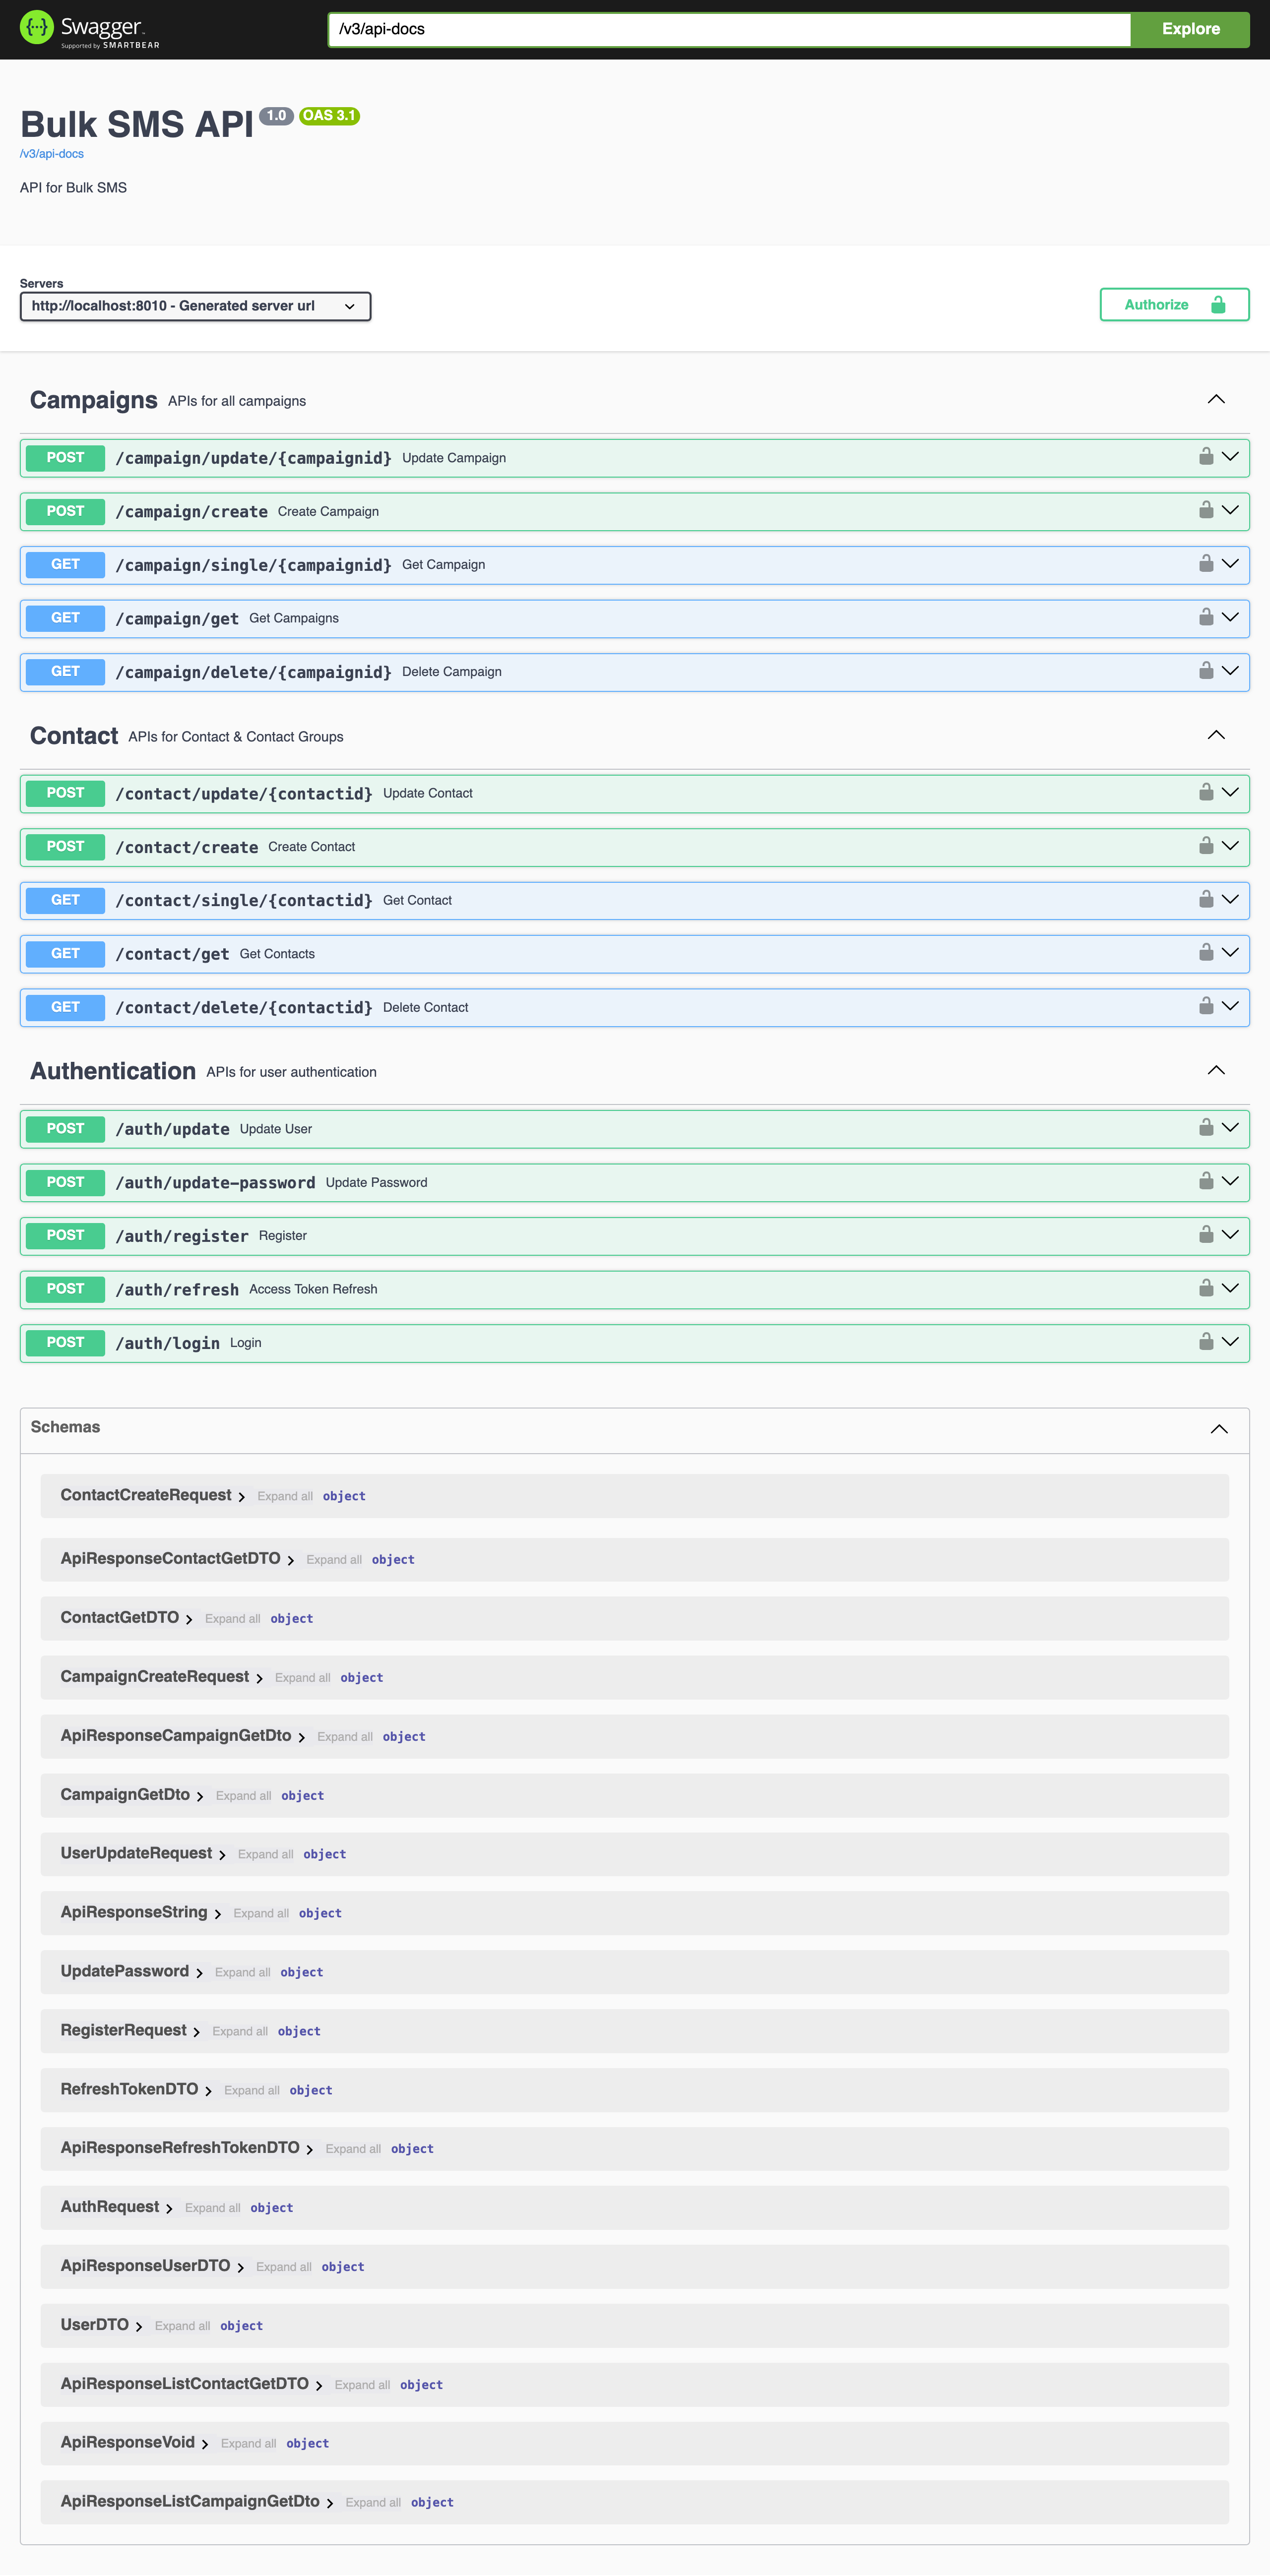 Swagger.
Supported by SMARTBEAR
/v3/api-docs
Explore
Bulk SMS API 1.0 OAS 3.1
/v3/api-docs
API for Bulk SMS
Servers
http://localhost:8010 - Generated server url
Authorize
Campaigns APIs for all campaigns
POST /campaign/update/{campaignid} Update Campaign
POST /campaign/create Create Campaign
GET /campaign/single/{campaignid} Get Campaign
GET /campaign/get Get Campaigns
GET /campaign/delete/{campaignid} Delete Campaign
Contact APIs for Contact & Contact Groups
POST /contact/update/{contactid} Update Contact
POST /contact/create Create Contact
GET /contact/single/{contactid} Get Contact
GET /contact/get Get Contacts
GET /contact/delete/{contactid} Delete Contact
Authentication APIs for user authentication
POST /auth/update Update User
POST /auth/update-password Update Password
POST /auth/register Register
POST /auth/refresh Access Token Refresh
POST /auth/login Login
Schemas
ContactCreateRequest Expand all object
ApiResponseContactGetDTO Expand all object
ContactGetDTO Expand all object
CampaignCreateRequest Expand all object
ApiResponseCampaignGetDto Expand all object
CampaignGetDto Expand all object
UserUpdateRequest Expand all object
ApiResponseString Expand all object
UpdatePassword Expand all object
RegisterRequest Expand all object
RefreshTokenDTO Expand all object
ApiResponseRefreshTokenDTO Expand all object
AuthRequest Expand all object
ApiResponseUserDTO Expand all object
UserDTO Expand all object
ApiResponseListContactGetDTO Expand all object
ApiResponseVoid Expand all object
ApiResponseListCampaignGetDto Expand all object